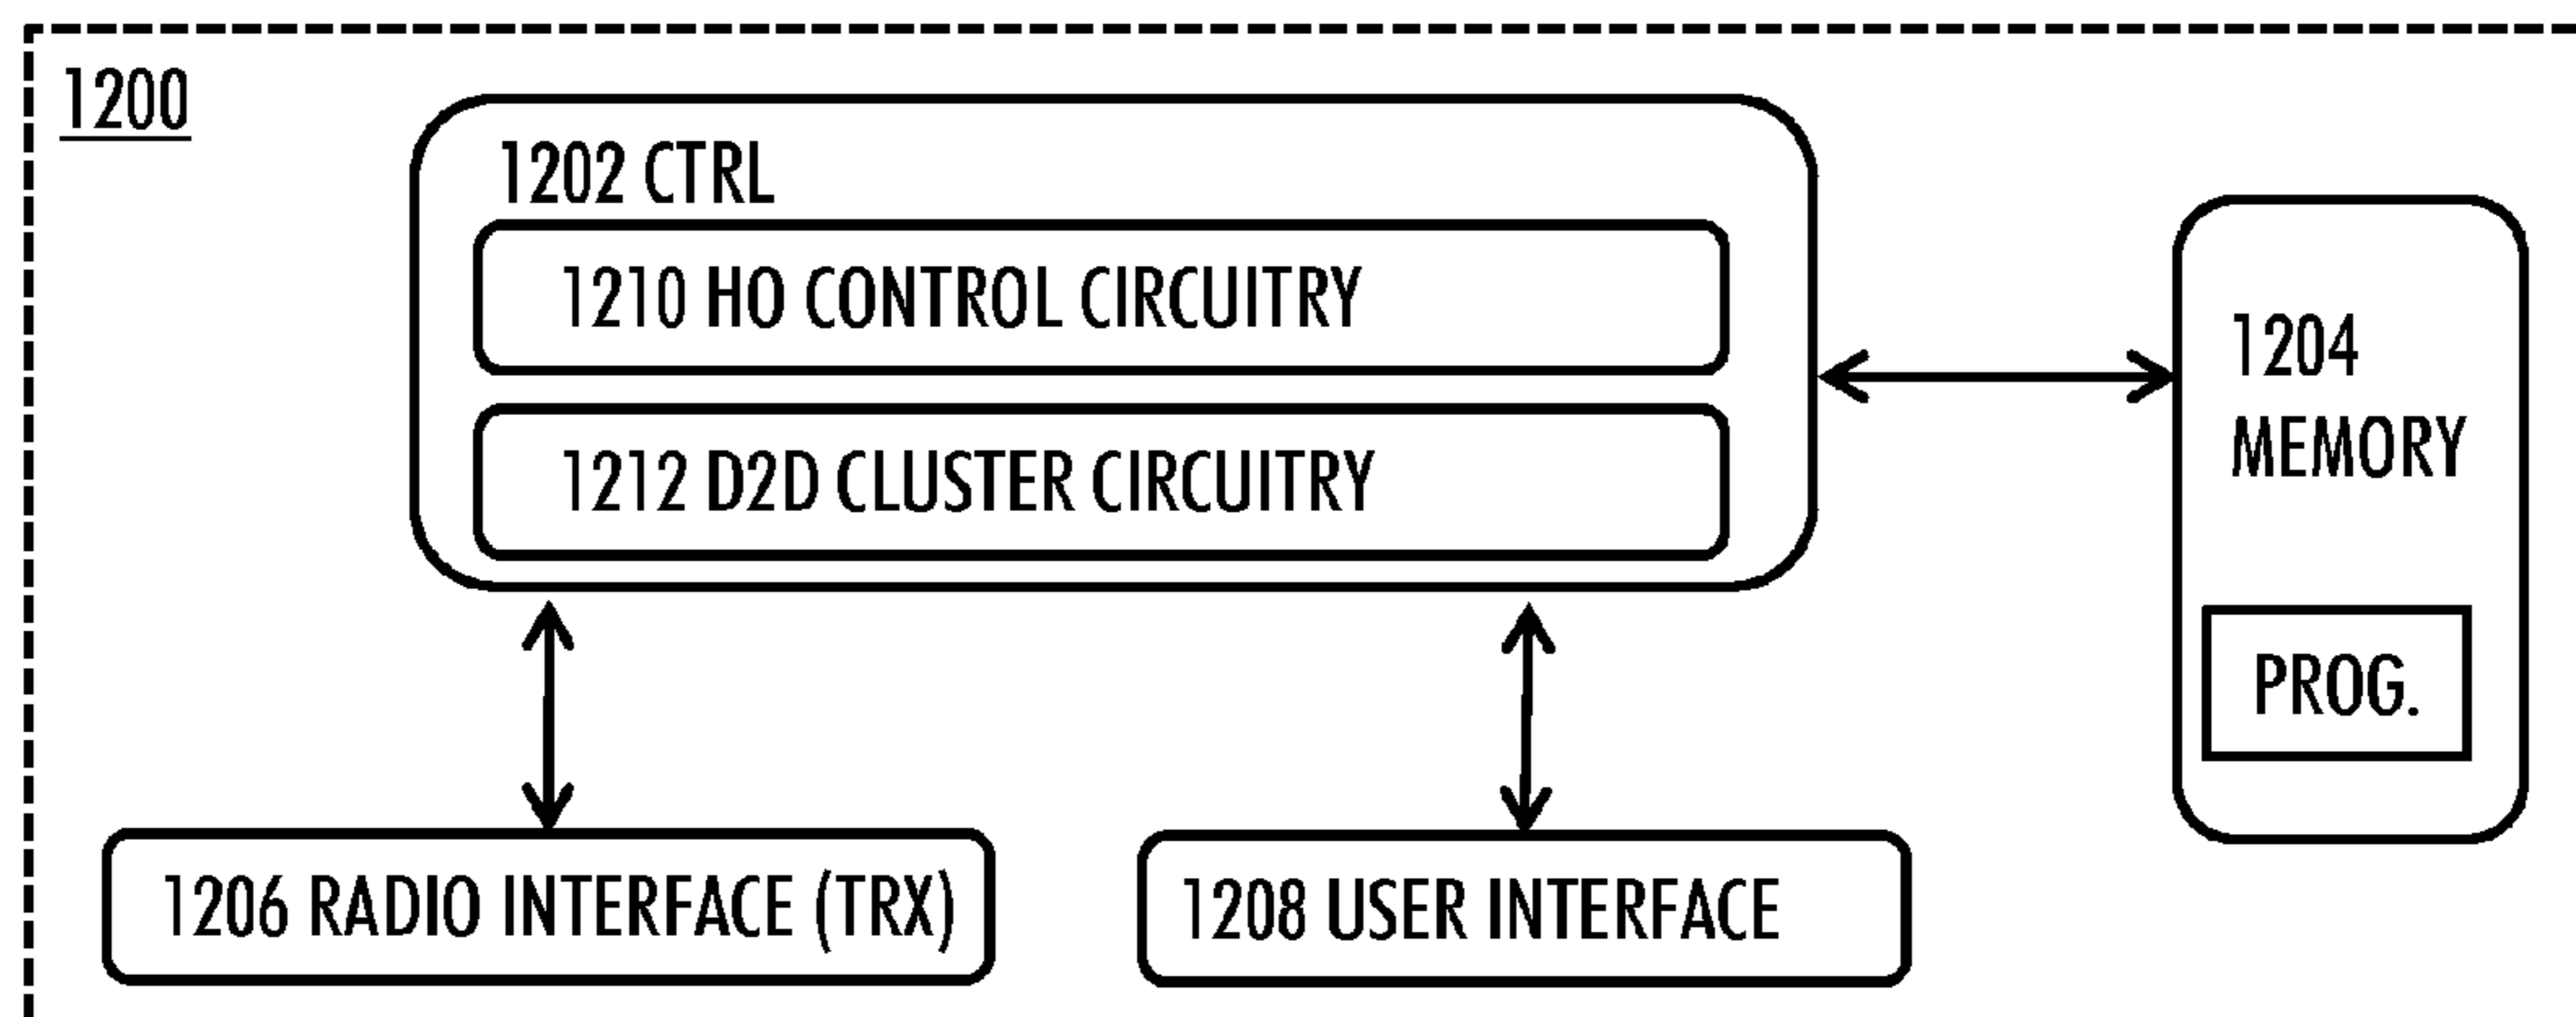 1200
1202 CTRL
1210 HO CONTROL CIRCUITRY
1212 D2D CLUSTER CIRCUITRY
1204
MEMORY
PROG.
1206 RADIO INTERFACE (TRX)
1208 USER INTERFACE